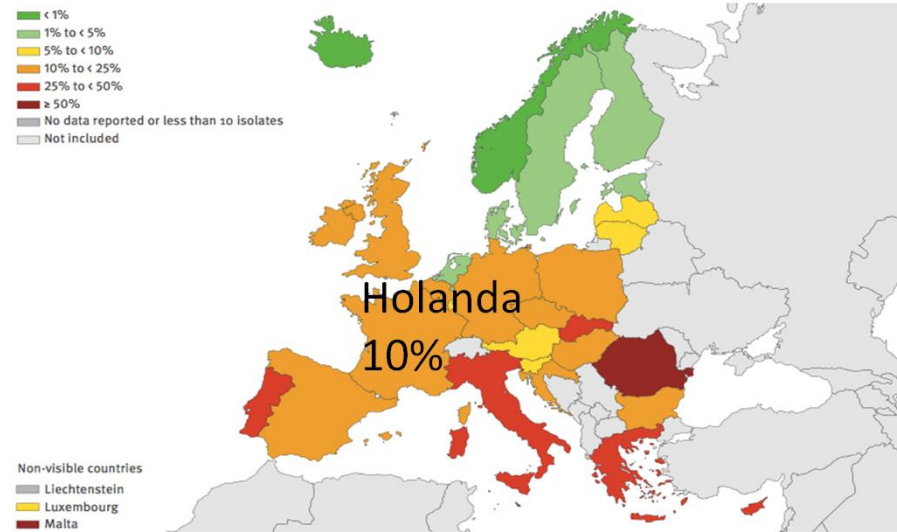 < 1%
1% to < 5%
5% to < 10%
10% to < 25%
25% to < 50%
≥ 50%
No data reported or less than 10 isolates
Not included
Holanda
10%
Non-visible countries
Liechtenstein
Luxembourg
Malta